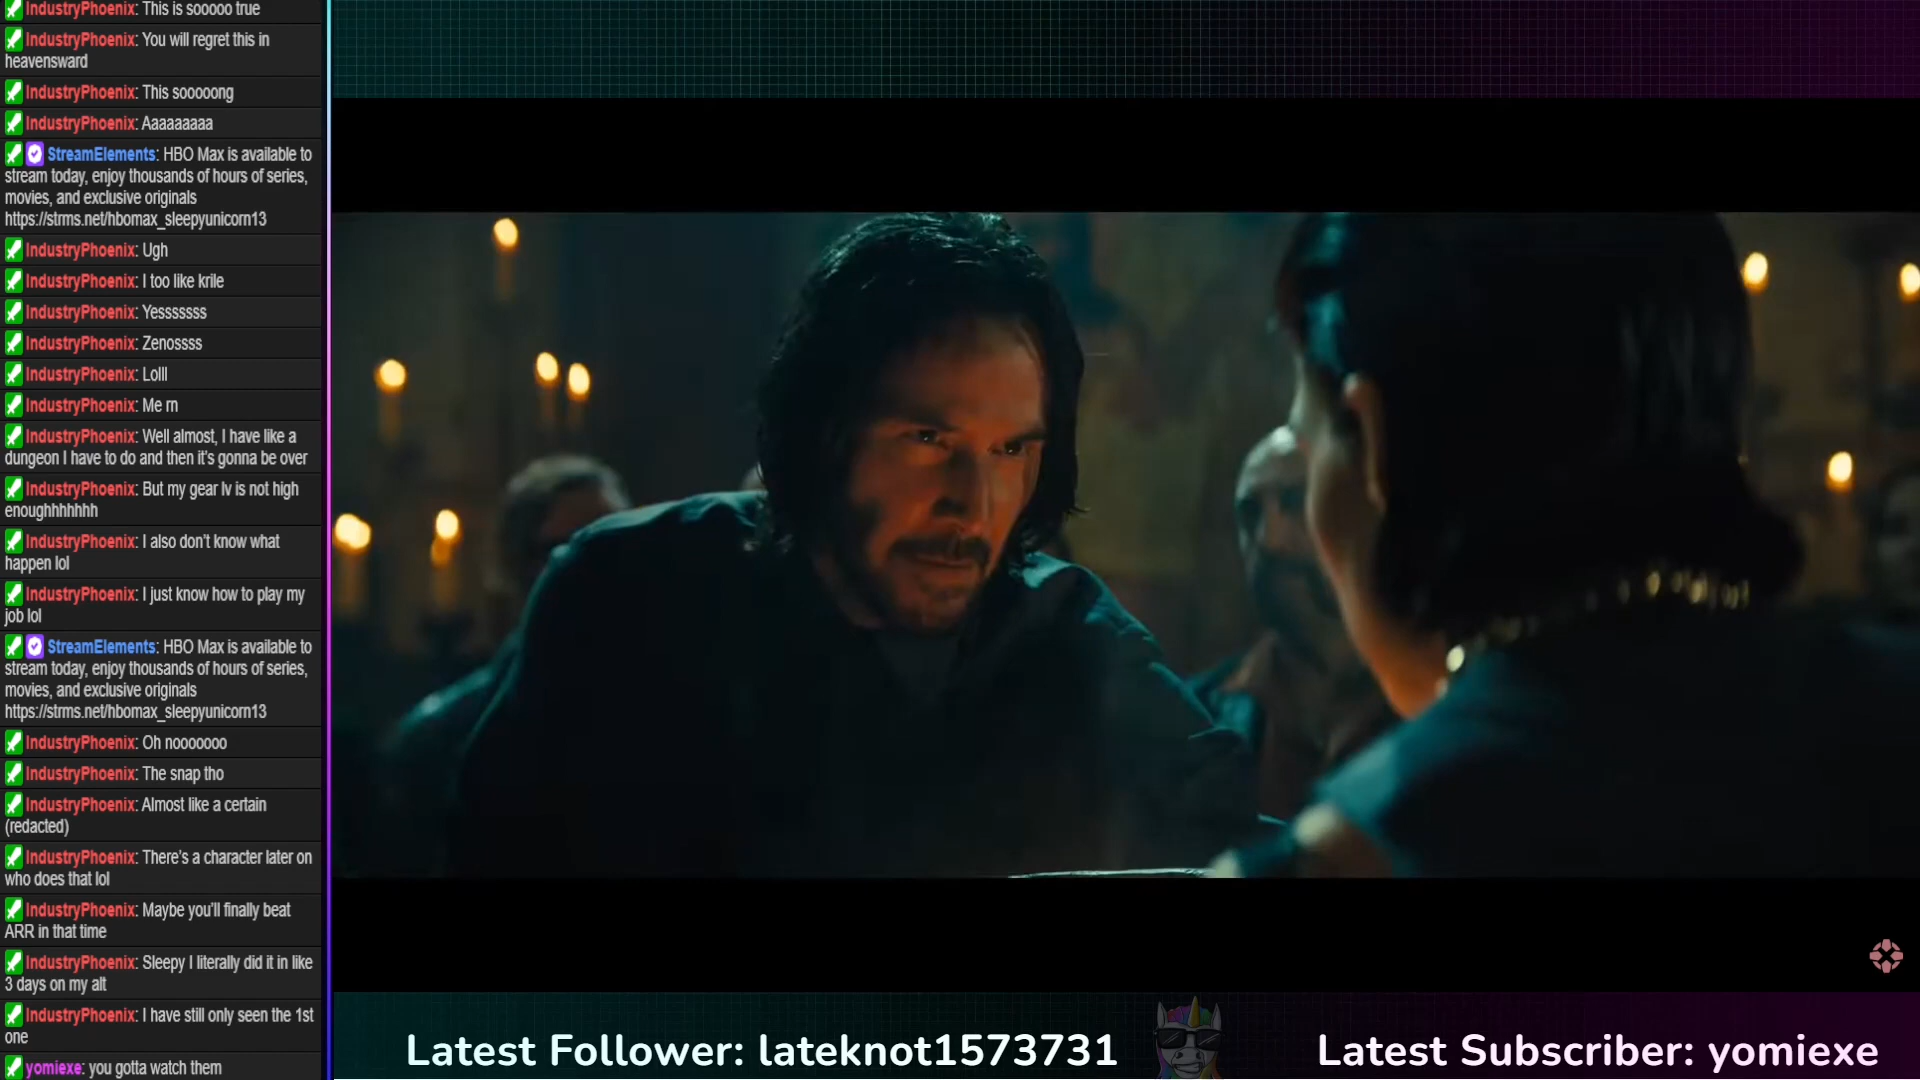 IndustryPhoenix: This is sooooo true
IndustryPhoenix: You will regret this in
heavensward
IndustryPhoenix: This sooooong
IndustryPhoenix: Aaaaaaaaa
StreamElements: HBO Max is available to
stream today, enjoy thousands of hours of series,
movies, and exclusive originals
https://strms.net/hbomax_sleepyunicorn13
IndustryPhoenix: Ugh
IndustryPhoenix: I too like krile
IndustryPhoenix: Yesssssss
IndustryPhoenix: Zenossss
IndustryPhoenix: Lolll
IndustryPhoenix: Me rn
IndustryPhoenix: Well almost, I have like a
dungeon I have to do and then it's gonna be over
IndustryPhoenix: But my gear lv is not high
enoughhhhhhh
IndustryPhoenix: I also don't know what
happen lol
IndustryPhoenix: I just know how to play my
job lol
StreamElements: HBO Max is available to
stream today, enjoy thousands of hours of series,
movies, and exclusive originals
https://strms.net/hbomax_sleepyunicorn13
IndustryPhoenix: Oh nooooooo
IndustryPhoenix: The snap tho
IndustryPhoenix: Almost like a certain
(redacted)
IndustryPhoenix: There's a character later on
who does that lol
IndustryPhoenix: Maybe you'll finally beat
ARR in that time
IndustryPhoenix: Sleepy I literally did it in like
3 days on my alt
IndustryPhoenix: I have still only seen the 1st
one
yomiexe: you gotta watch them
Latest Follower: lateknot1573731
Latest Subscriber: yomiexe